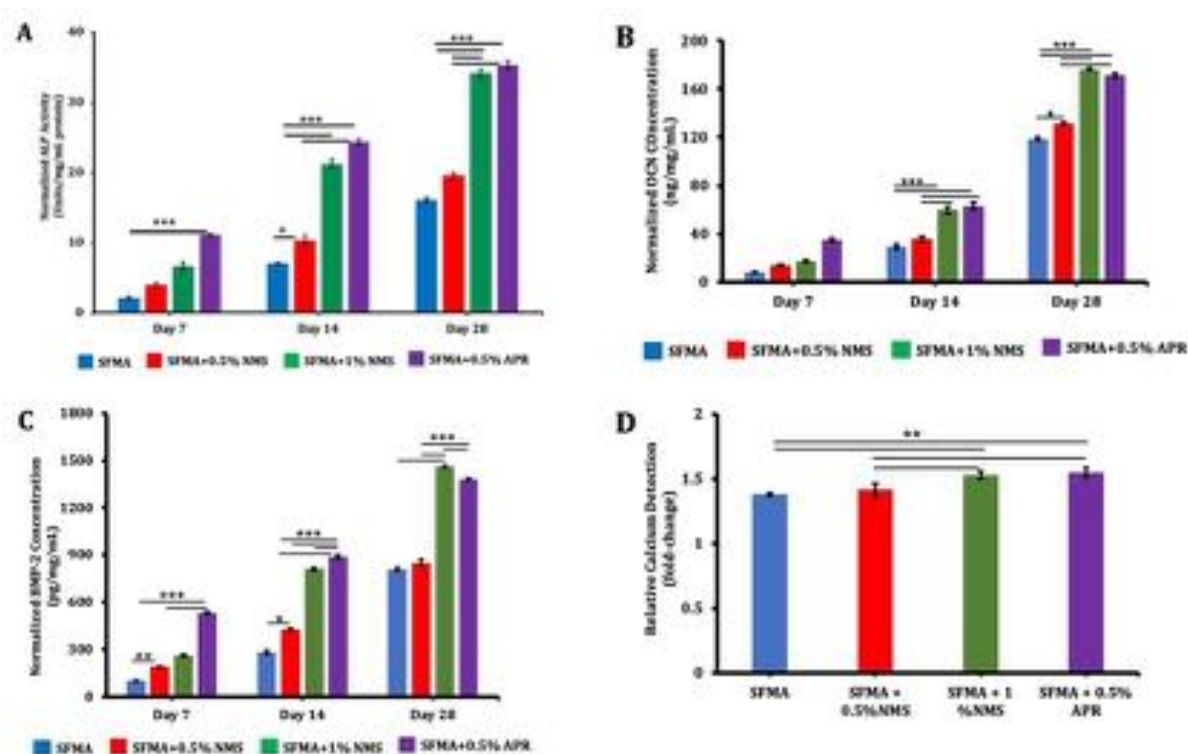 A
Normalized ALP Activity
(Units/mg/mL protein)
40
30
20
10
0
***
*
***
***
Day 7
Day 14
Day 28
SFMA
SFMA+0.5% NMS
SFMA+1% NMS
SFMA+0.5% APR
B
Normalized OCN COncentration
(ng/mg/mL)
200
160
120
80
40
0
***
*
***
Day 7
Day 14
Day 28
SFMA
SFMA+0.5% NMS
SFMA+1% NMS
SFMA+0.5% APR
C
Normalized BMP-2 Concentration
(pg/mg/mL)
1800
1500
1200
900
600
300
0
**
***
*
***
***
Day 7
Day 14
Day 28
SFMA
SFMA+0.5% NMS
SFMA+1% NMS
SFMA+0.5% APR
D
Relative Calcium Detection
(fold-change)
2
1.5
1
0.5
0
**
SFMA
SFMA +
0.5%NMS
SFMA + 1
%NMS
SFMA + 0.5%
APR